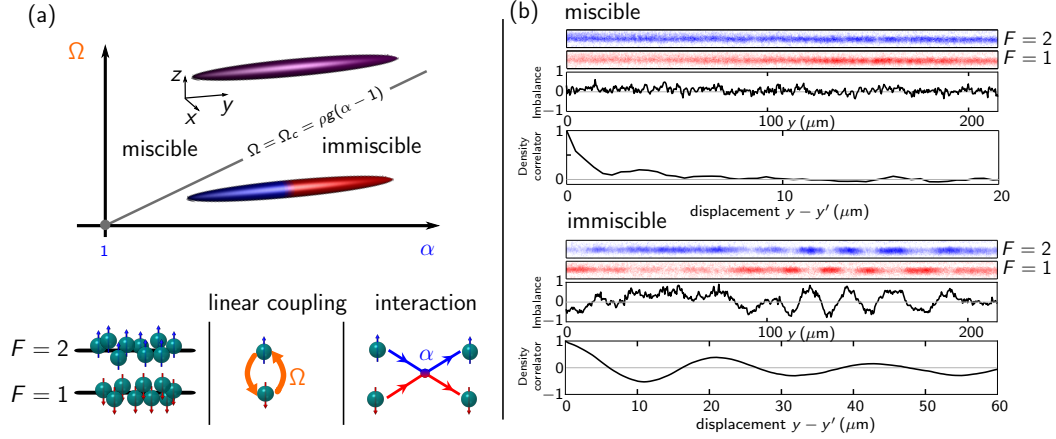 (a)
Ω
z
y
x
Ω = Ω_c = ρg(α − 1)
miscible
immiscible
1
α
linear coupling
interaction
F = 2
F = 1
Ω
α
(b)
miscible
F = 2
F = 1
Imbalance
1
0
−1
0
100
200
y (μm)
Density correlator
1
0
0
10
20
displacement y − y′ (μm)
immiscible
F = 2
F = 1
Imbalance
1
0
−1
0
100
200
y (μm)
Density correlator
1
0
−1
0
10
20
30
40
50
60
displacement y − y′ (μm)